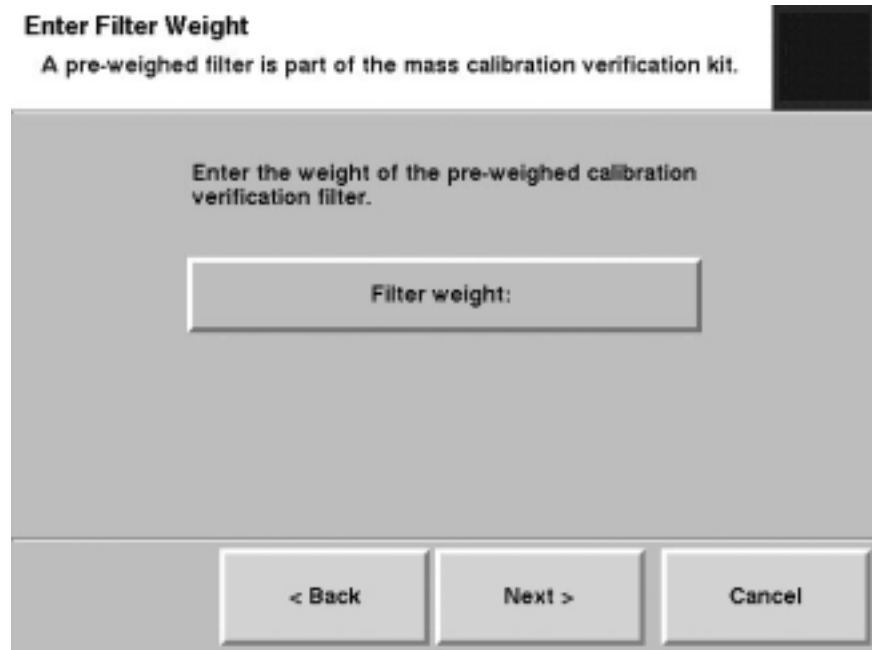 Enter Filter Weight
A pre-weighed filter is part of the mass calibration verification kit.
Enter the weight of the pre-weighed calibration
verification filter.
Filter weight:
< Back
Next >
Cancel